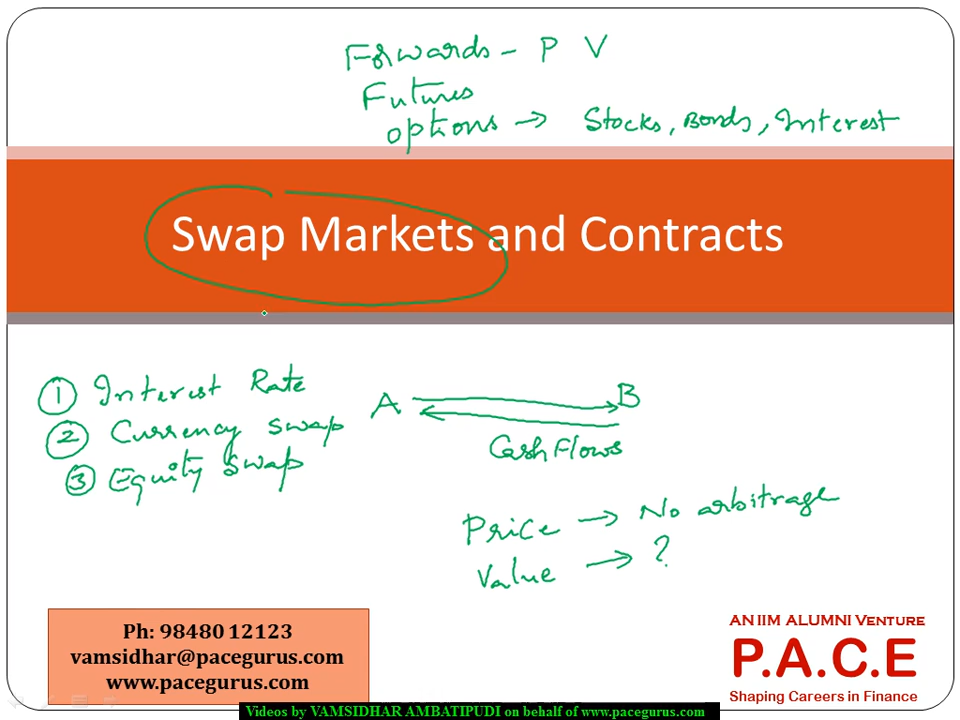 Forwards - P V
Futures
options → Stocks, Bonds, Interest
Swap Markets and Contracts
① Interest Rate
② Currency Swap
③ Equity Swap
A B
Cash Flows
Price → No arbitrage
Value → ?
Ph: 98480 12123
vamsidhar@pacegurus.com
www.pacegurus.com
AN IIM ALUMNI VENTURE
P.A.C.E
Shaping Careers in Finance
Videos by VAMSIDHAR AMBATIPUDI on behalf of www.pacegurus.com